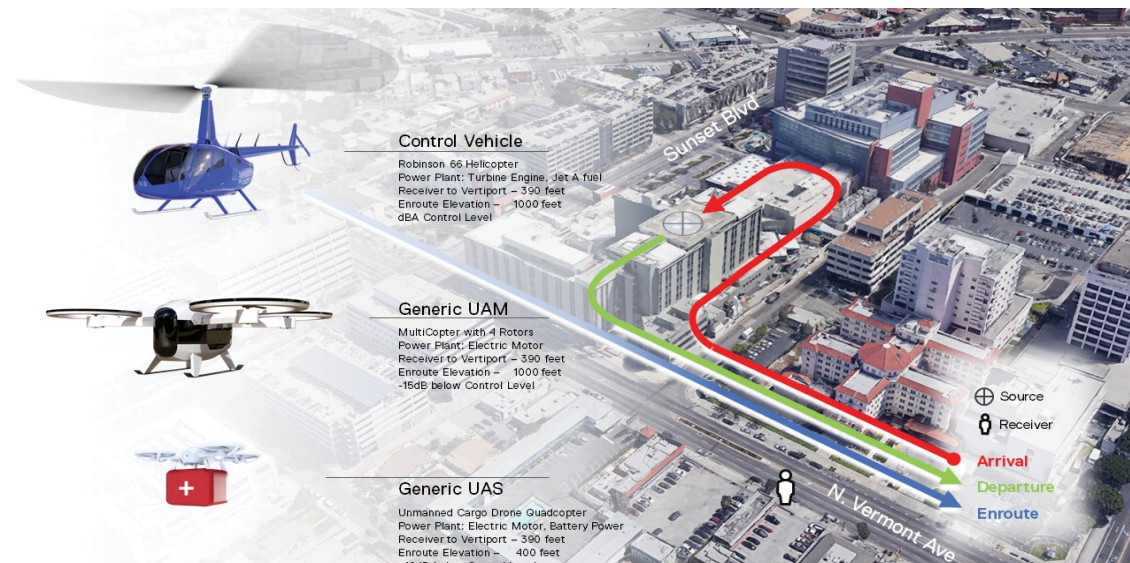 Sunset Blvd
Control Vehicle
Robinson 66 Helicopter
Power Plant: Turbine Engine, Jet A fuel
Receiver to Vertiport – 390 feet
Enroute Elevation – 1000 feet
dBA Control Level
Generic UAM
MultiCopter with 4 Rotors
Power Plant: Electric Motor
Receiver to Vertiport – 390 feet
Enroute Elevation – 1000 feet
-15dB below Control Level
Generic UAS
Unmanned Cargo Drone Quadcopter
Power Plant: Electric Motor, Battery Power
Receiver to Vertiport – 390 feet
Enroute Elevation – 400 feet
Source
Receiver
Arrival
Departure
Enroute
N. Vermont Ave